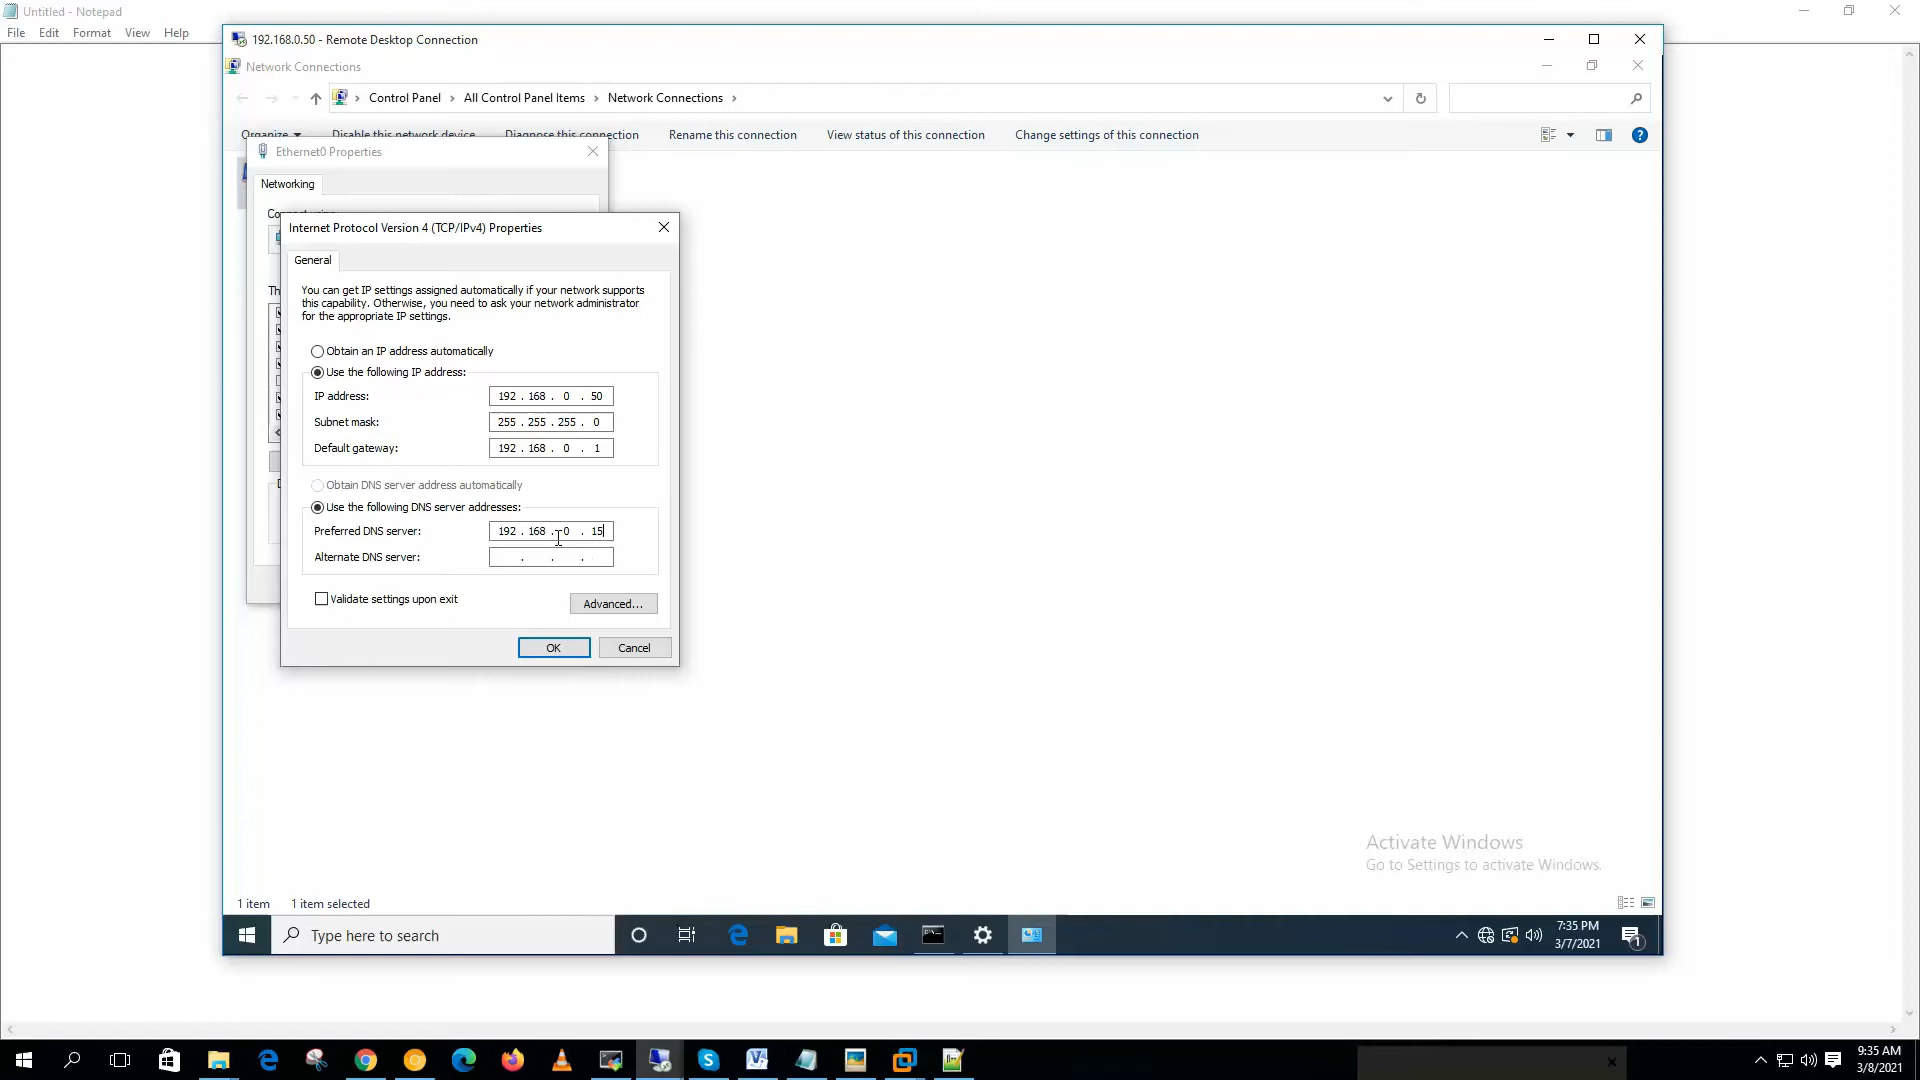 Untitled - Notepad
File Edit Format View Help
192.168.0.50 - Remote Desktop Connection
Network Connections
Control Panel > All Control Panel Items > Network Connections >
Organize Disable this network device Diagnose this connection Rename this connection View status of this connection Change settings of this connection
Ethernet0 Properties
Networking
Internet Protocol Version 4 (TCP/IPv4) Properties
General
You can get IP settings assigned automatically if your network supports
this capability. Otherwise, you need to ask your network administrator
for the appropriate IP settings.
Obtain an IP address automatically
Use the following IP address:
IP address: 192 . 168 . 0 . 50
Subnet mask: 255 . 255 . 255 . 0
Default gateway: 192 . 168 . 0 . 1
Obtain DNS server address automatically
Use the following DNS server addresses:
Preferred DNS server: 192 . 168 . 0 . 15
Alternate DNS server: . . .
Validate settings upon exit
Advanced...
OK Cancel
Activate Windows
Go to Settings to activate Windows.
1 item 1 item selected
Type here to search
7:35 PM
3/7/2021
1
9:35 AM
3/8/2021